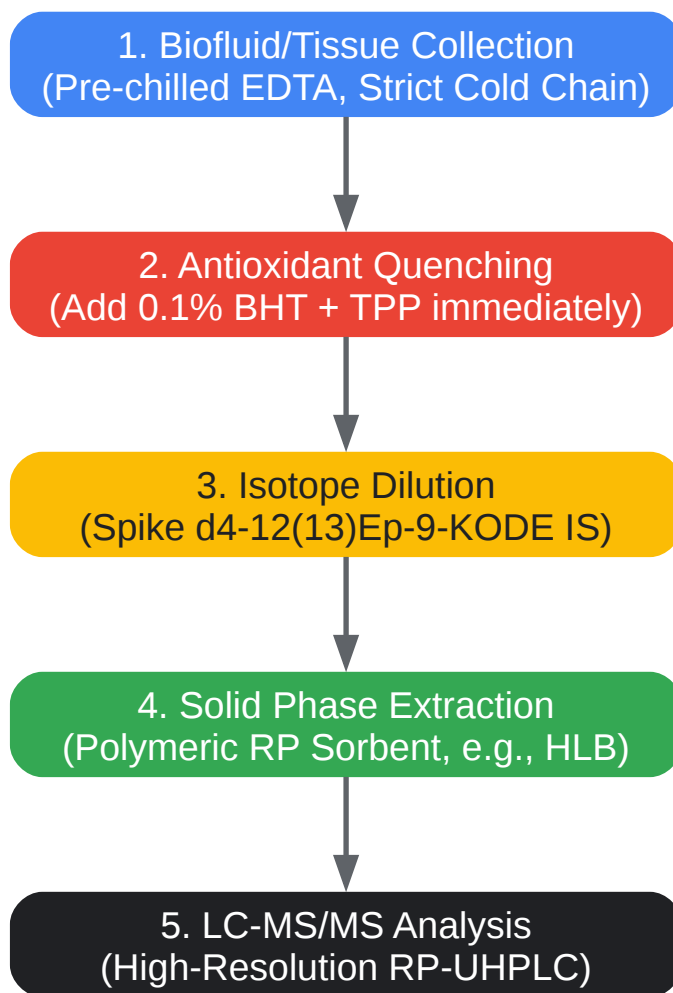 1. Biofluid/Tissue Collection
(Pre-chilled EDTA, Strict Cold Chain)
2. Antioxidant Quenching
(Add 0.1% BHT + TPP immediately)
3. Isotope Dilution
(Spike d4-12(13)Ep-9-KODE IS)
4. Solid Phase Extraction
(Polymeric RP Sorbent, e.g., HLB)
5. LC-MS/MS Analysis
(High-Resolution RP-UHPLC)